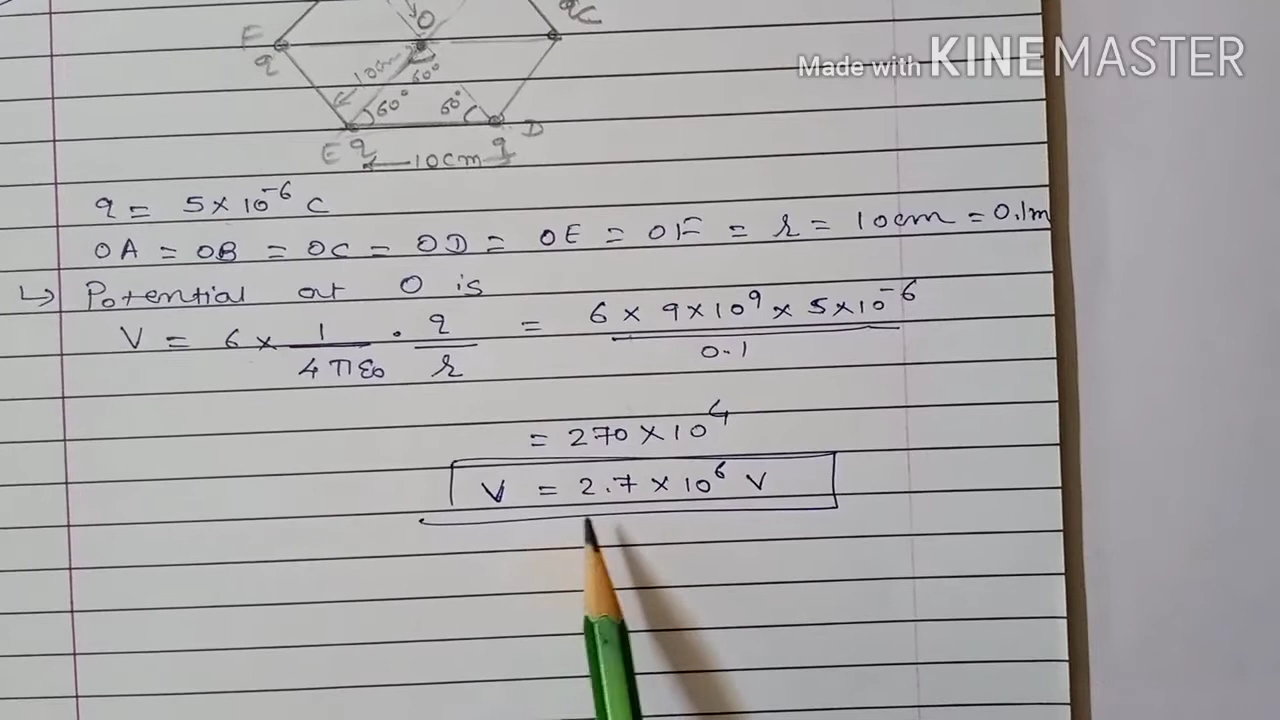 Made with KINEMASTER
O
qC
F
q
10cm
60°
60° 60°
E q q D
10cm
q = 5×10⁻⁶ C
OA = OB = OC = OD = OE = OF = r = 10cm = 0.1m
↳ Potential at O is
V = 6 × 1/4πε₀ · q/r = 6 × 9×10⁹ × 5×10⁻⁶ / 0.1
= 270×10⁴
V = 2.7×10⁶ V